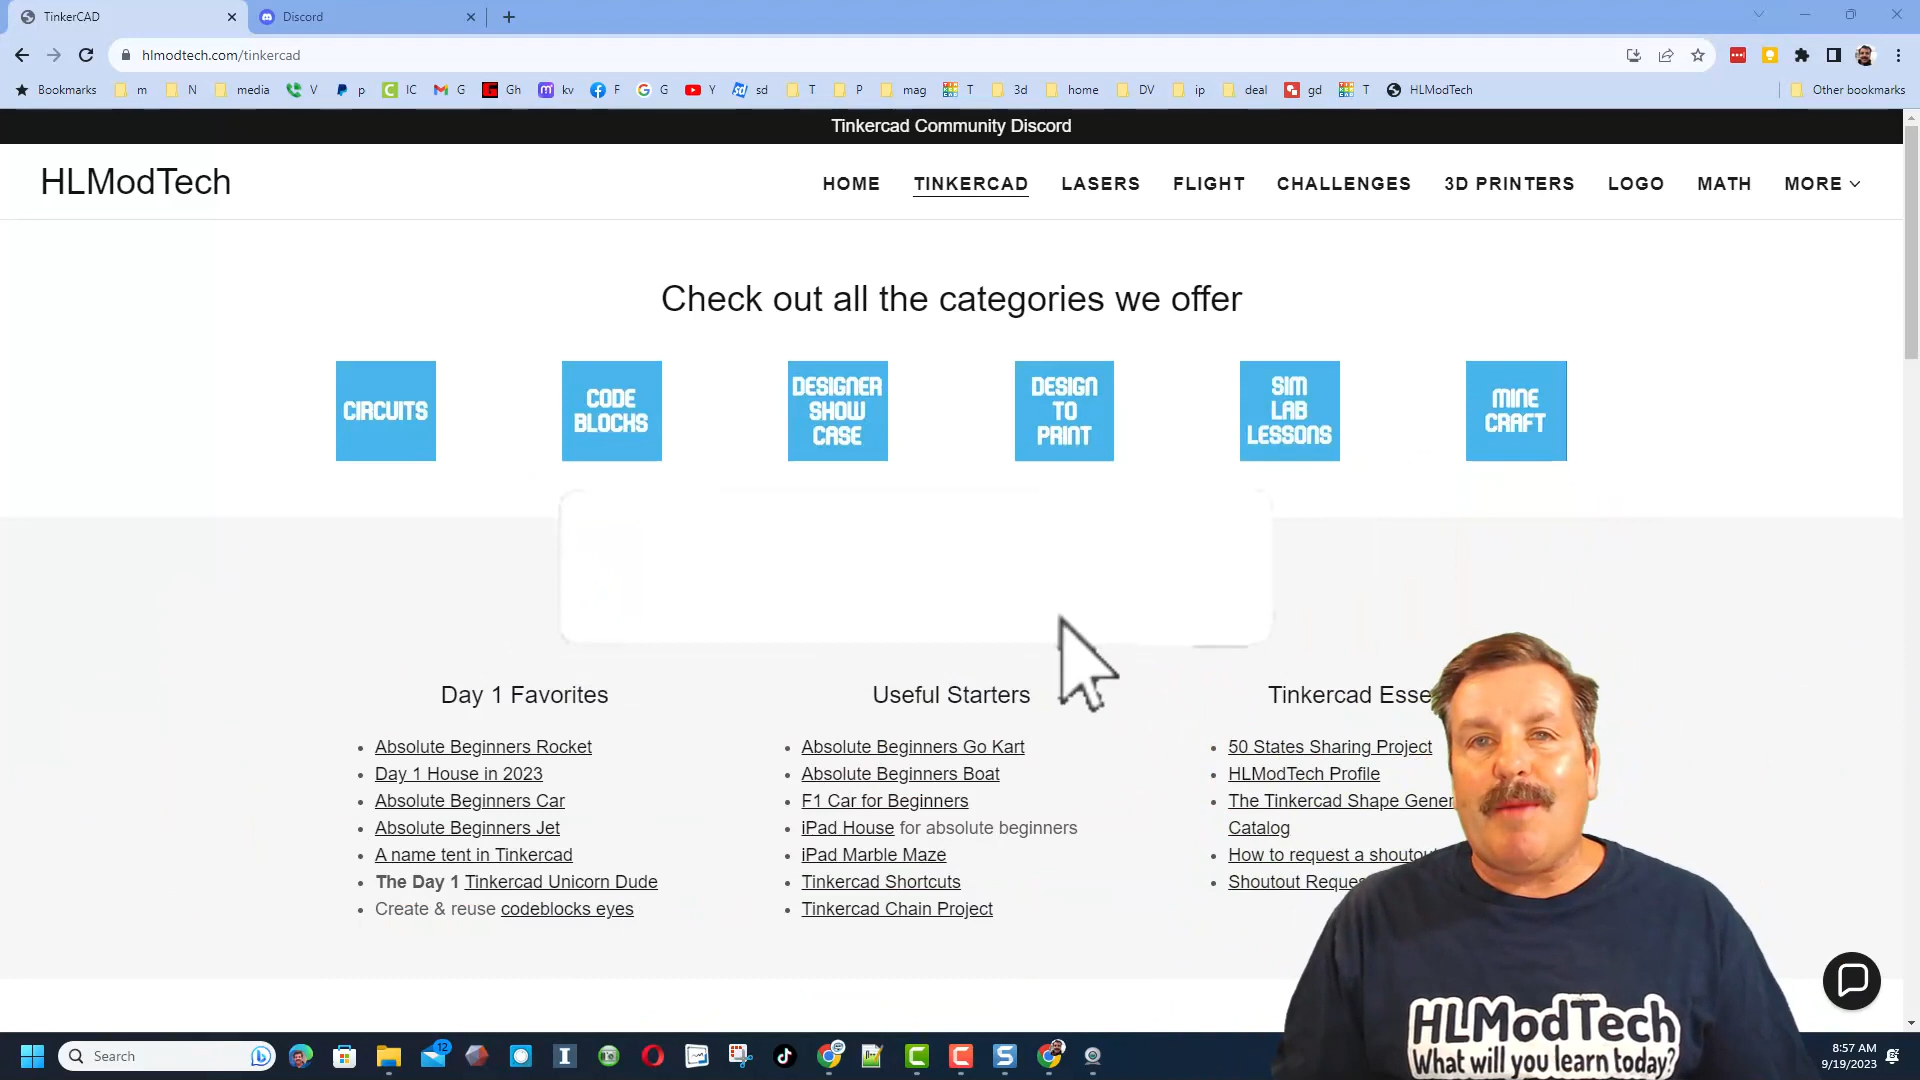 TinkerCAD
Discord
hlmodtech.com/tinkercad
Bookmarks m N media V p IC G Gh kv F G Y sd T P mag T 3d home DV ip deal gd T HLModTech Other bookmarks
Tinkercad Community Discord
HLModTech
HOME TINKERCAD LASERS FLIGHT CHALLENGES 3D PRINTERS LOGO MATH MORE
Check out all the categories we offer
CIRCUITS
CODE
BLOCKS
DESIGNER
SHOW
CASE
DESIGN
TO
PRINT
SIM
LAB
LESSONS
MINE
CRAFT
Day 1 Favorites
Absolute Beginners Rocket
Day 1 House in 2023
Absolute Beginners Car
Absolute Beginners Jet
A name tent in Tinkercad
The Day 1 Tinkercad Unicorn Dude
Create & reuse codeblocks eyes
Useful Starters
Absolute Beginners Go Kart
Absolute Beginners Boat
F1 Car for Beginners
iPad House for absolute beginners
iPad Marble Maze
Tinkercad Shortcuts
Tinkercad Chain Project
Tinkercad Esse
50 States Sharing Project
HLModTech Profile
The Tinkercad Shape Gener
Catalog
How to request a shoutou
Shoutout Reque
HLModTech
What will you learn today?
Search
12
8:57 AM
9/19/2023